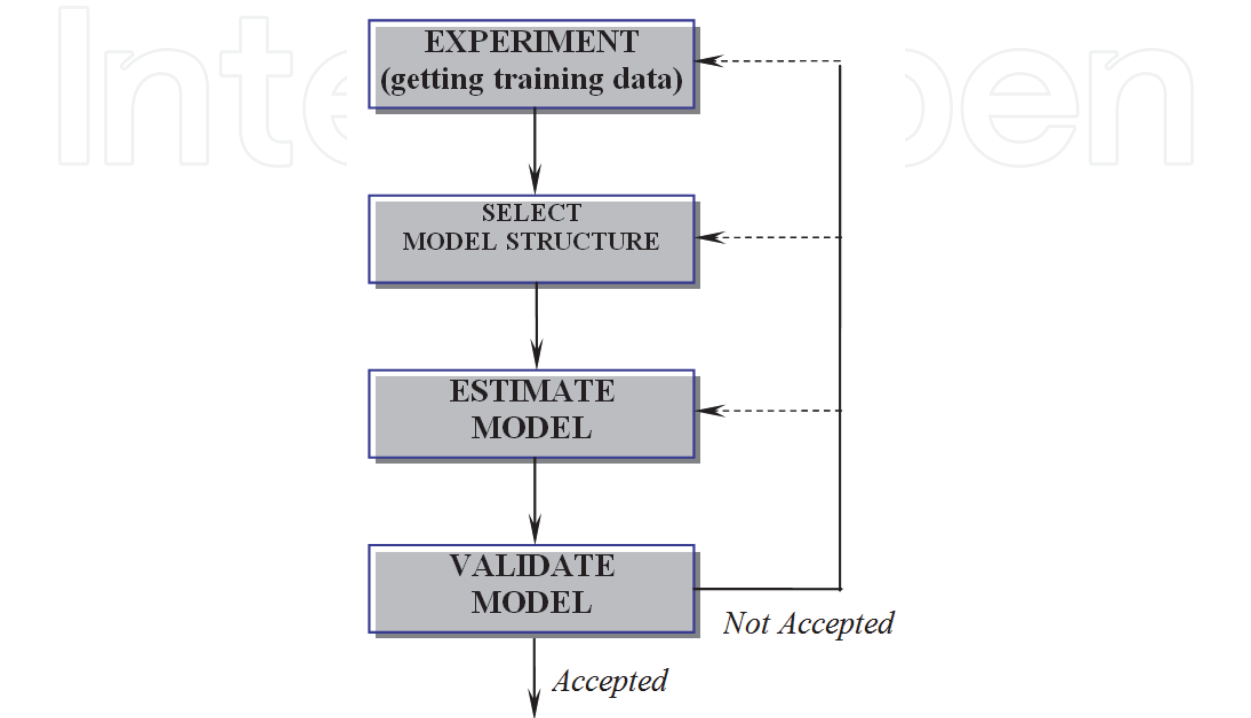 EXPERIMENT
(getting training data)
SELECT
MODEL STRUCTURE
ESTIMATE
MODEL
VALIDATE
MODEL
Not Accepted
Accepted